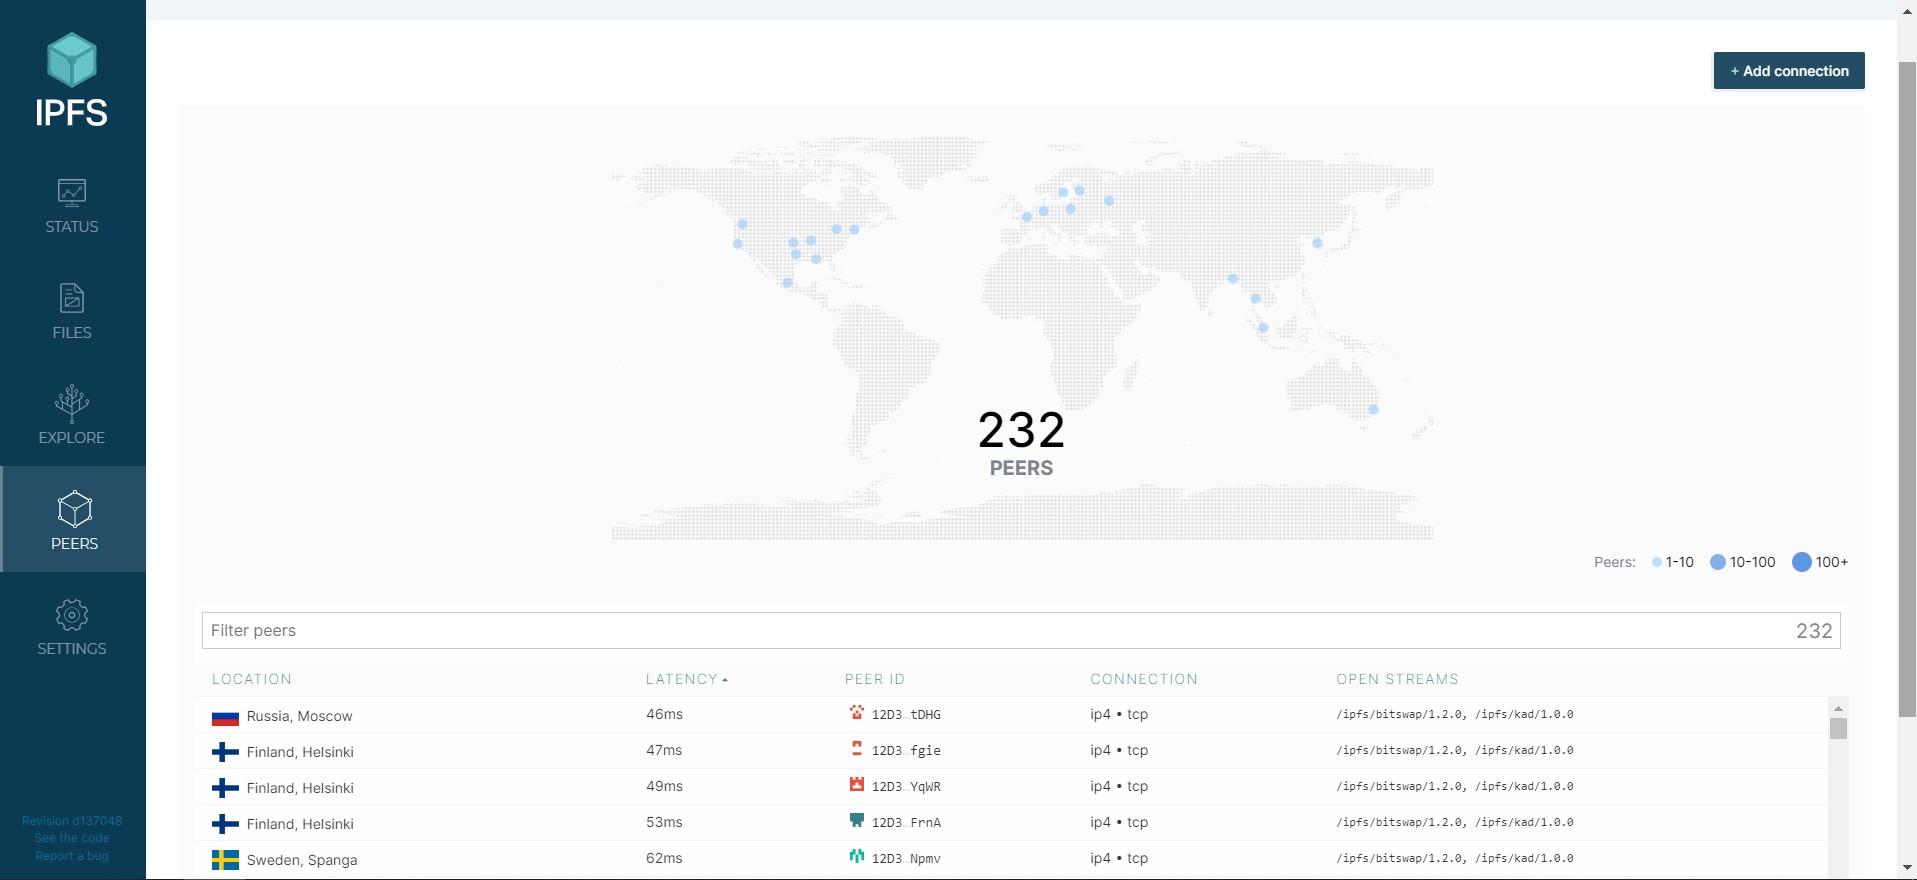 IPFS
STATUS
FILES
EXPLORE
PEERS
SETTINGS
Revision d137048
See the code
Report a bug
+ Add connection
232
PEERS
Peers: 1-10 10-100 100+
Filter peers 232
LOCATION LATENCY PEER ID CONNECTION OPEN STREAMS
Russia, Moscow 46ms 12D3…tDHG ip4 • tcp /ipfs/bitswap/1.2.0, /ipfs/kad/1.0.0
Finland, Helsinki 47ms 12D3…fgie ip4 • tcp /ipfs/bitswap/1.2.0, /ipfs/kad/1.0.0
Finland, Helsinki 49ms 12D3…YqWR ip4 • tcp /ipfs/bitswap/1.2.0, /ipfs/kad/1.0.0
Finland, Helsinki 53ms 12D3…FrnA ip4 • tcp /ipfs/bitswap/1.2.0, /ipfs/kad/1.0.0
Sweden, Spanga 62ms 12D3…Npmv ip4 • tcp /ipfs/bitswap/1.2.0, /ipfs/kad/1.0.0